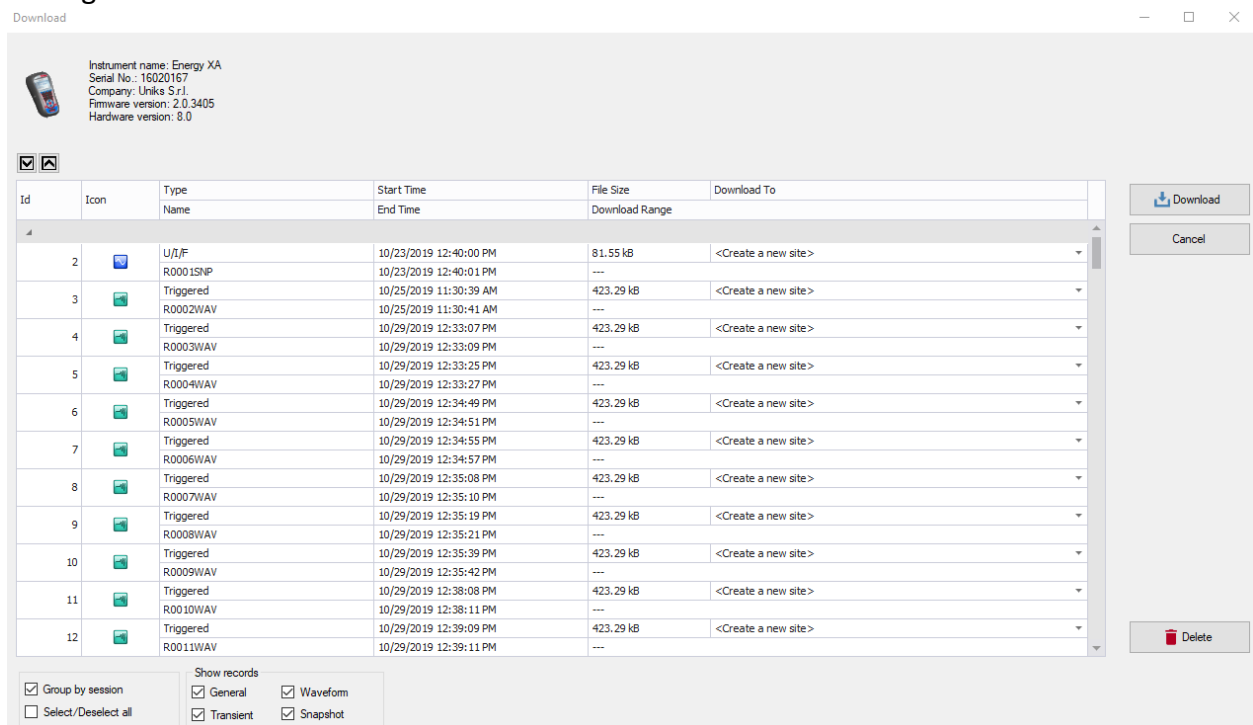 Download
Instrument name: Energy XA
Serial No.: 16020167
Company: Uniks S.r.l.
Firmware version: 2.0.3405
Hardware version: 8.0
Id Icon Type Start Time File Size Download To
Name End Time Download Range
Download
Cancel
2 U/I/F 10/23/2019 12:40:00 PM 81.55 kB <Create a new site>
R0001SNP 10/23/2019 12:40:01 PM ---
3 Triggered 10/25/2019 11:30:39 AM 423.29 kB <Create a new site>
R0002WAV 10/25/2019 11:30:41 AM ---
4 Triggered 10/29/2019 12:33:07 PM 423.29 kB <Create a new site>
R0003WAV 10/29/2019 12:33:09 PM ---
5 Triggered 10/29/2019 12:33:25 PM 423.29 kB <Create a new site>
R0004WAV 10/29/2019 12:33:27 PM ---
6 Triggered 10/29/2019 12:34:49 PM 423.29 kB <Create a new site>
R0005WAV 10/29/2019 12:34:51 PM ---
7 Triggered 10/29/2019 12:34:55 PM 423.29 kB <Create a new site>
R0006WAV 10/29/2019 12:34:57 PM ---
8 Triggered 10/29/2019 12:35:08 PM 423.29 kB <Create a new site>
R0007WAV 10/29/2019 12:35:10 PM ---
9 Triggered 10/29/2019 12:35:19 PM 423.29 kB <Create a new site>
R0008WAV 10/29/2019 12:35:21 PM ---
10 Triggered 10/29/2019 12:35:39 PM 423.29 kB <Create a new site>
R0009WAV 10/29/2019 12:35:42 PM ---
11 Triggered 10/29/2019 12:38:08 PM 423.29 kB <Create a new site>
R0010WAV 10/29/2019 12:38:11 PM ---
12 Triggered 10/29/2019 12:39:09 PM 423.29 kB <Create a new site>
R0011WAV 10/29/2019 12:39:11 PM ---
Delete
Show records
Group by session General Waveform
Select/Deselect all Transient Snapshot